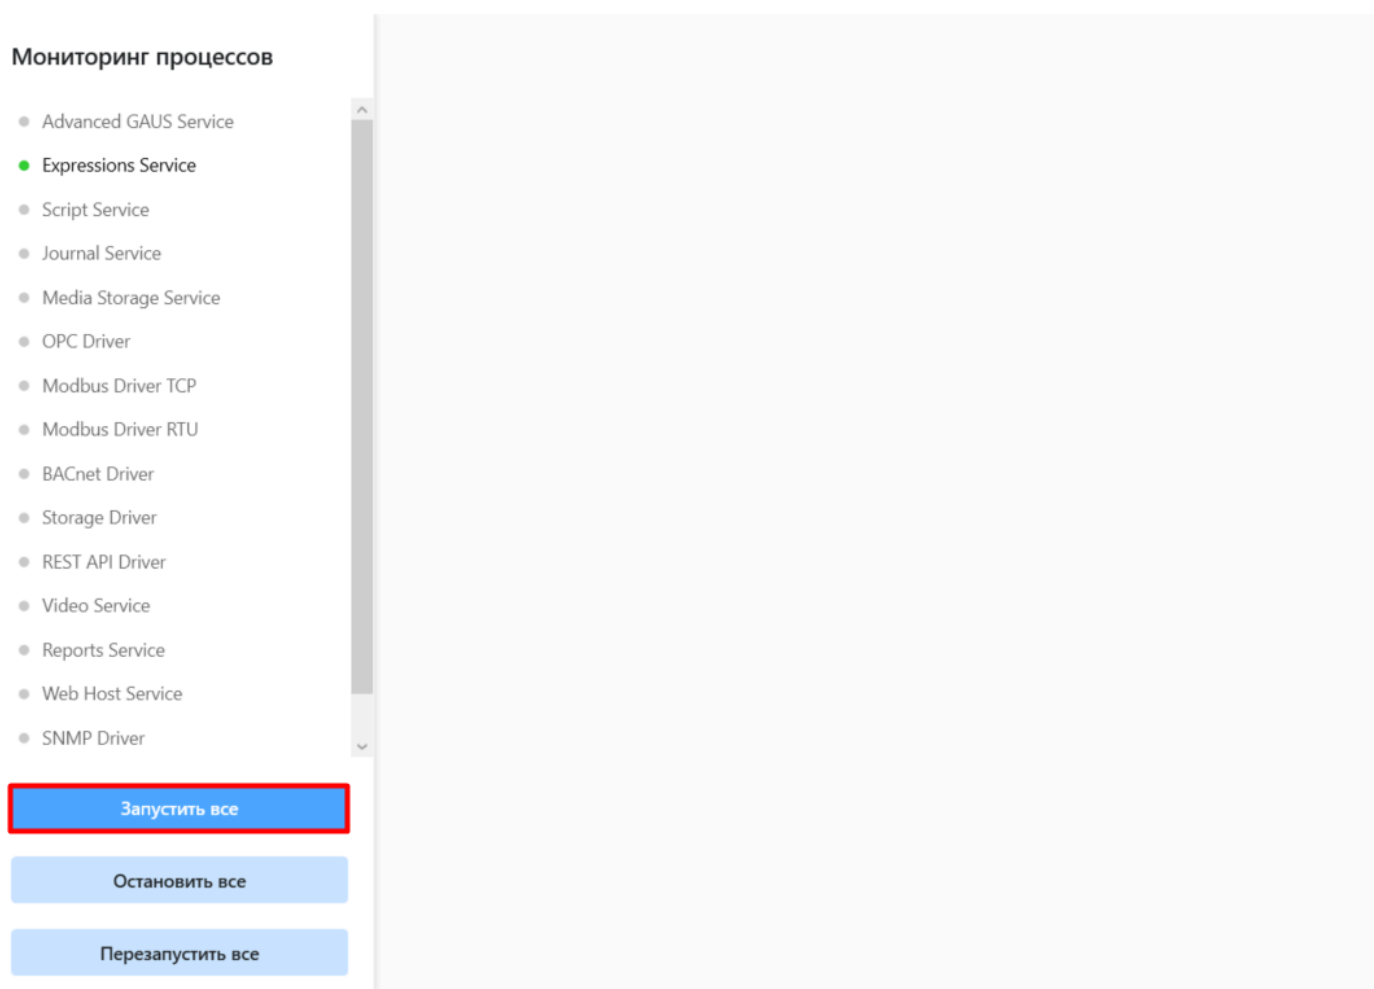 Мониторинг процессов
Advanced GAUS Service
Expressions Service
Script Service
Journal Service
Media Storage Service
OPC Driver
Modbus Driver TCP
Modbus Driver RTU
BACnet Driver
Storage Driver
REST API Driver
Video Service
Reports Service
Web Host Service
SNMP Driver
Запустить все
Остановить все
Перезапустить все